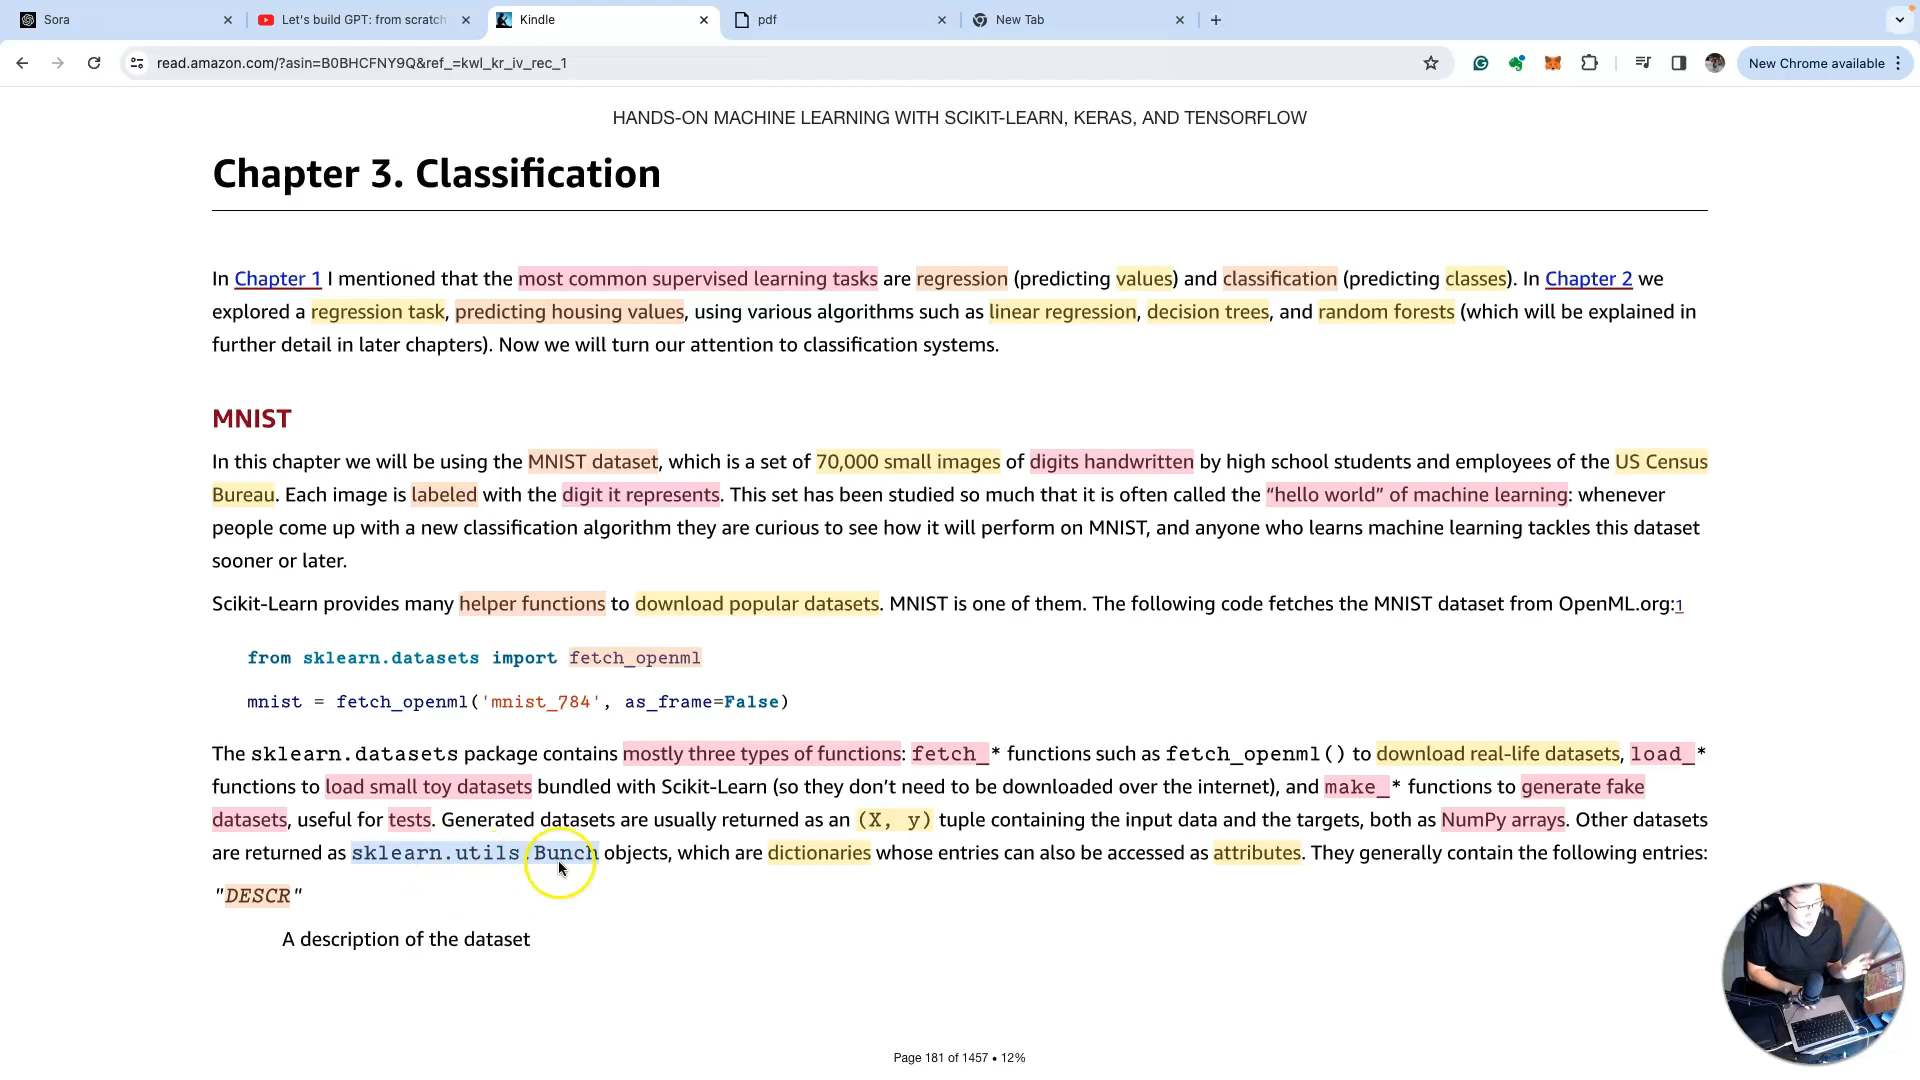 Sora
Let's build GPT: from scratch
Kindle
pdf
New Tab
read.amazon.com/?asin=B0BHCFNY9Q&ref_=kwl_kr_iv_rec_1
New Chrome available
HANDS-ON MACHINE LEARNING WITH SCIKIT-LEARN, KERAS, AND TENSORFLOW
Chapter 3. Classification
In Chapter 1 I mentioned that the most common supervised learning tasks are regression (predicting values) and classification (predicting classes). In Chapter 2 we
explored a regression task, predicting housing values, using various algorithms such as linear regression, decision trees, and random forests (which will be explained in
further detail in later chapters). Now we will turn our attention to classification systems.
MNIST
In this chapter we will be using the MNIST dataset, which is a set of 70,000 small images of digits handwritten by high school students and employees of the US Census
Bureau. Each image is labeled with the digit it represents. This set has been studied so much that it is often called the “hello world” of machine learning: whenever
people come up with a new classification algorithm they are curious to see how it will perform on MNIST, and anyone who learns machine learning tackles this dataset
sooner or later.
Scikit-Learn provides many helper functions to download popular datasets. MNIST is one of them. The following code fetches the MNIST dataset from OpenML.org:1
from sklearn.datasets import fetch_openml
mnist = fetch_openml('mnist_784', as_frame=False)
The sklearn.datasets package contains mostly three types of functions: fetch_* functions such as fetch_openml() to download real-life datasets, load_*
functions to load small toy datasets bundled with Scikit-Learn (so they don’t need to be downloaded over the internet), and make_* functions to generate fake
datasets, useful for tests. Generated datasets are usually returned as an (X, y) tuple containing the input data and the targets, both as NumPy arrays. Other datasets
are returned as sklearn.utils.Bunch objects, which are dictionaries whose entries can also be accessed as attributes. They generally contain the following entries:
"DESCR"
A description of the dataset
Page 181 of 1457 • 12%